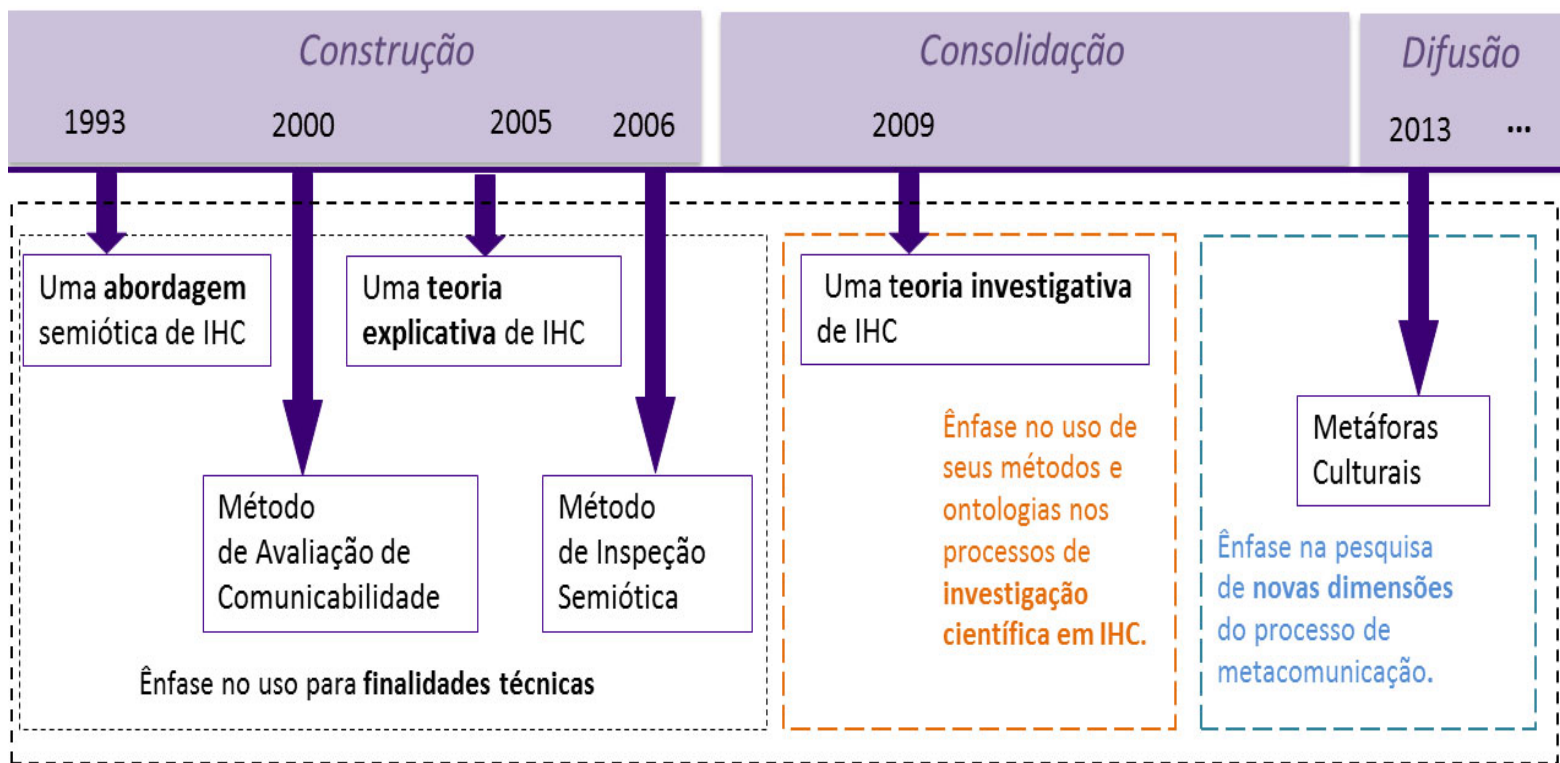 Construção
Consolidação
Difusão
1993
2000
2005
2006
2009
2013
...
Uma abordagem
semiótica de IHC
Uma teoria
explicativa de IHC
Uma teoria investigativa
de IHC
Método
de Avaliação de
Comunicabilidade
Método
de Inspeção
Semiótica
Ênfase no uso para finalidades técnicas
Ênfase no uso de
seus métodos e
ontologias nos
processos de
investigação
científica em IHC.
Metáforas
Culturais
Ênfase na pesquisa
de novas dimensões
do processo de
metacomunicação.